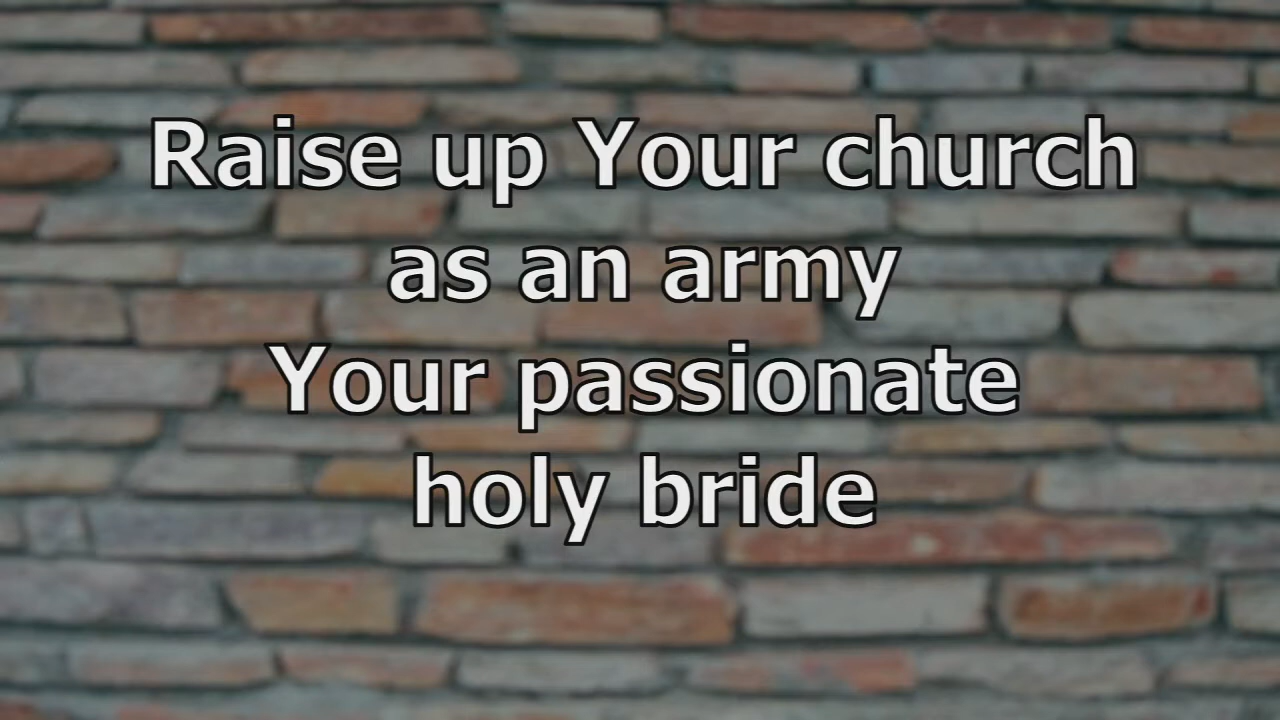 Raise up Your church
as an army
Your passionate
holy bride